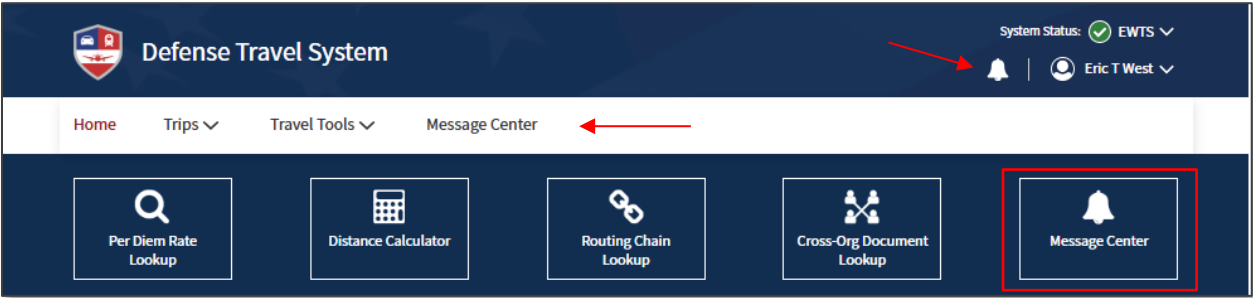 System Status: EWTS
Defense Travel System
Eric T West
Home Trips Travel Tools Message Center
Per Diem Rate
Lookup
Distance Calculator
Routing Chain
Lookup
Cross-Org Document
Lookup
Message Center